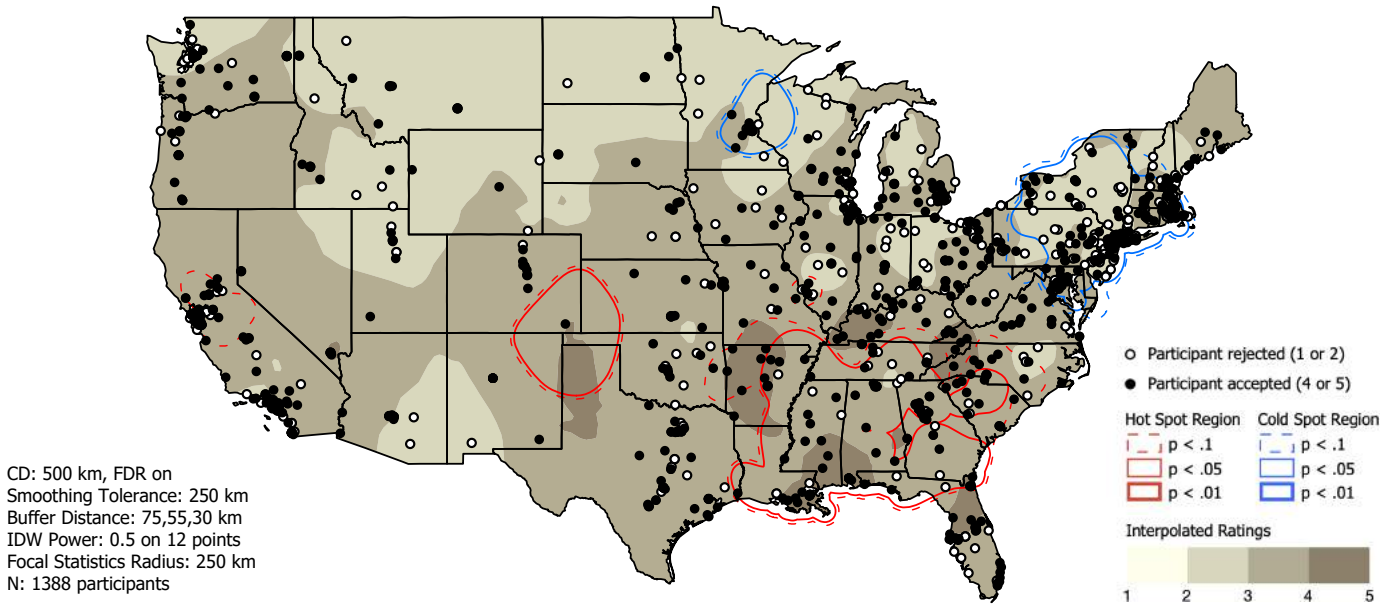 CD: 500 km, FDR on
Smoothing Tolerance: 250 km
Buffer Distance: 75,55,30 km
IDW Power: 0.5 on 12 points
Focal Statistics Radius: 250 km
N: 1388 participants
Participant rejected (1 or 2)
Participant accepted (4 or 5)
Hot Spot Region Cold Spot Region
p < .1 p < .1
p < .05 p < .05
p < .01 p < .01
Interpolated Ratings
1 2 3 4 5